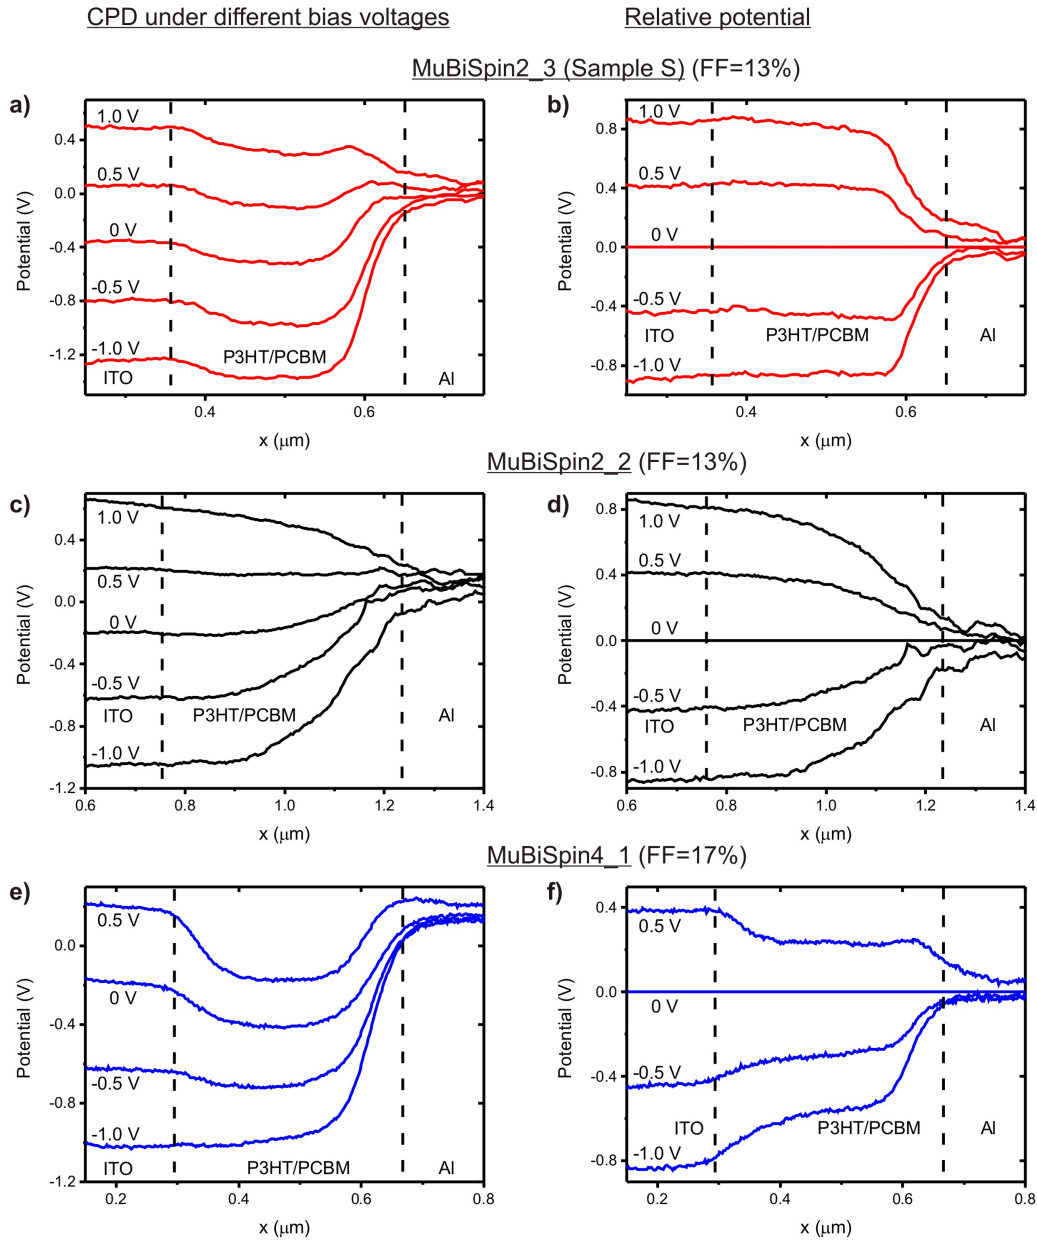 CPD under different bias voltages
Relative potential
MuBiSpin2_3 (Sample S) (FF=13%)
a)
Potential (V)
0.4
0.0
-0.4
-0.8
-1.2
1.0 V
0.5 V
0 V
-0.5 V
-1.0 V
ITO
P3HT/PCBM
Al
0.4
0.6
x (μm)
b)
Potential (V)
0.8
0.4
0.0
-0.4
-0.8
1.0 V
0.5 V
0 V
-0.5 V
ITO
P3HT/PCBM
Al
-1.0 V
0.4
0.6
x (μm)
MuBiSpin2_2 (FF=13%)
c)
Potential (V)
0.4
0.0
-0.4
-0.8
-1.2
1.0 V
0.5 V
0 V
-0.5 V
ITO
P3HT/PCBM
Al
-1.0 V
0.6
0.8
1.0
1.2
1.4
x (μm)
d)
Potential (V)
0.8
0.4
0.0
-0.4
-0.8
1.0 V
0.5 V
0 V
-0.5 V
ITO
P3HT/PCBM
Al
-1.0 V
0.6
0.8
1.0
1.2
1.4
x (μm)
MuBiSpin4_1 (FF=17%)
e)
Potential (V)
0.0
-0.4
-0.8
-1.2
0.5 V
0 V
-0.5 V
-1.0 V
ITO
P3HT/PCBM
Al
0.2
0.4
0.6
0.8
x (μm)
f)
Potential (V)
0.4
0.0
-0.4
-0.8
0.5 V
0 V
-0.5 V
ITO
P3HT/PCBM
Al
-1.0 V
0.2
0.4
0.6
0.8
x (μm)